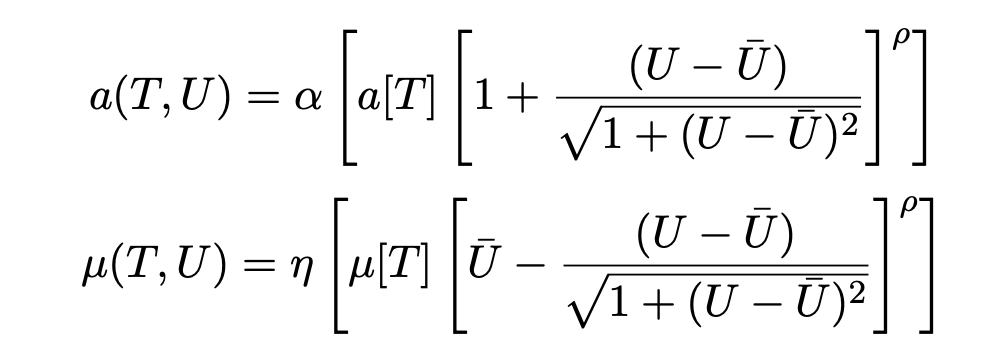 a(T, U) = α [a[T] [1 + (U − Ū) / √(1 + (U − Ū)²)]^ρ]
μ(T, U) = η [μ[T] [Ū − (U − Ū) / √(1 + (U − Ū)²)]^ρ]